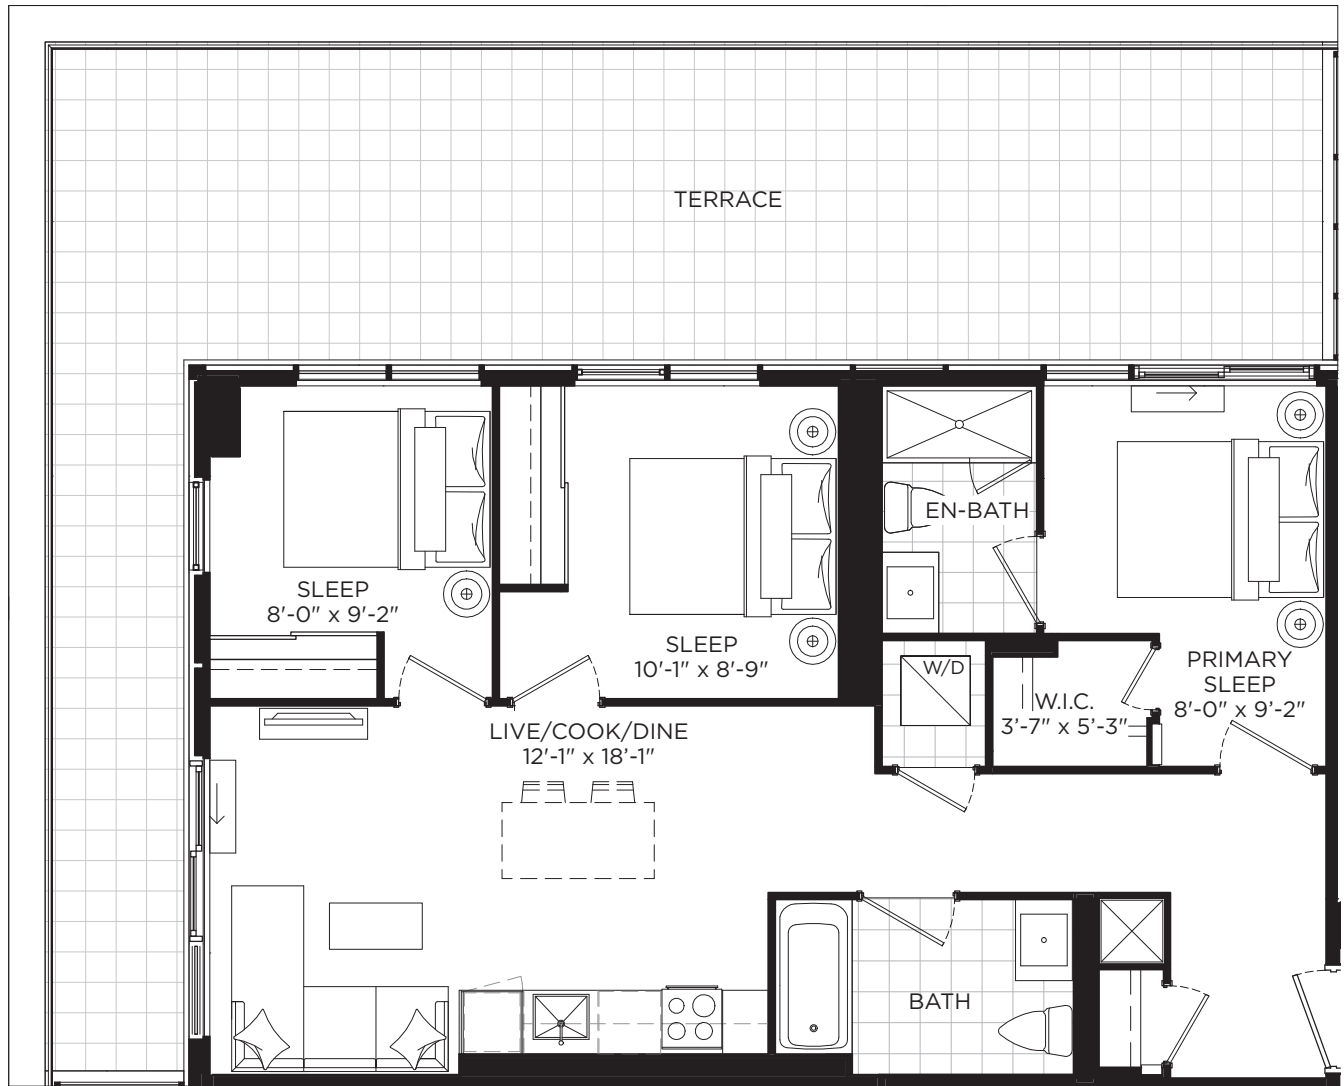 TERRACE
EN-BATH
SLEEP
8'-0" x 9'-2"
SLEEP
10'-1" x 8'-9"
W/D
W.I.C.
3'-7" x 5'-3"
PRIMARY
SLEEP
8'-0" x 9'-2"
LIVE/COOK/DINE
12'-1" x 18'-1"
BATH